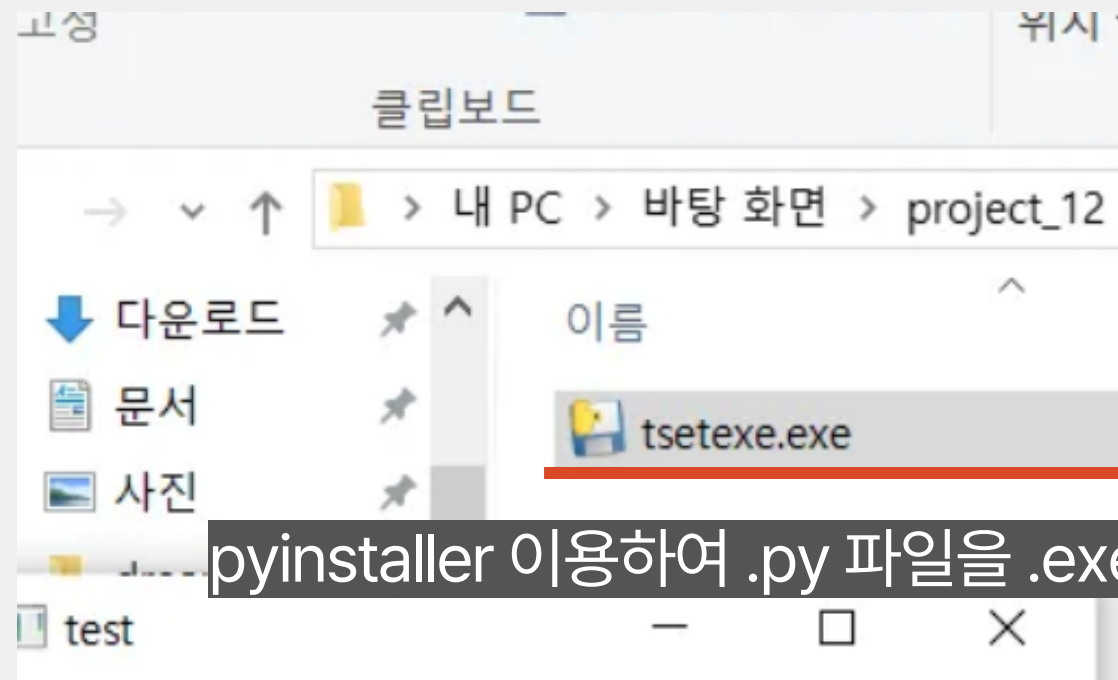 고정
위치
클립보드
내 PC > 바탕 화면 > project_12
다운로드
이름
문서
tsetexe.exe
사진
pyinstaller 이용하여 .py 파일을 .exe
test